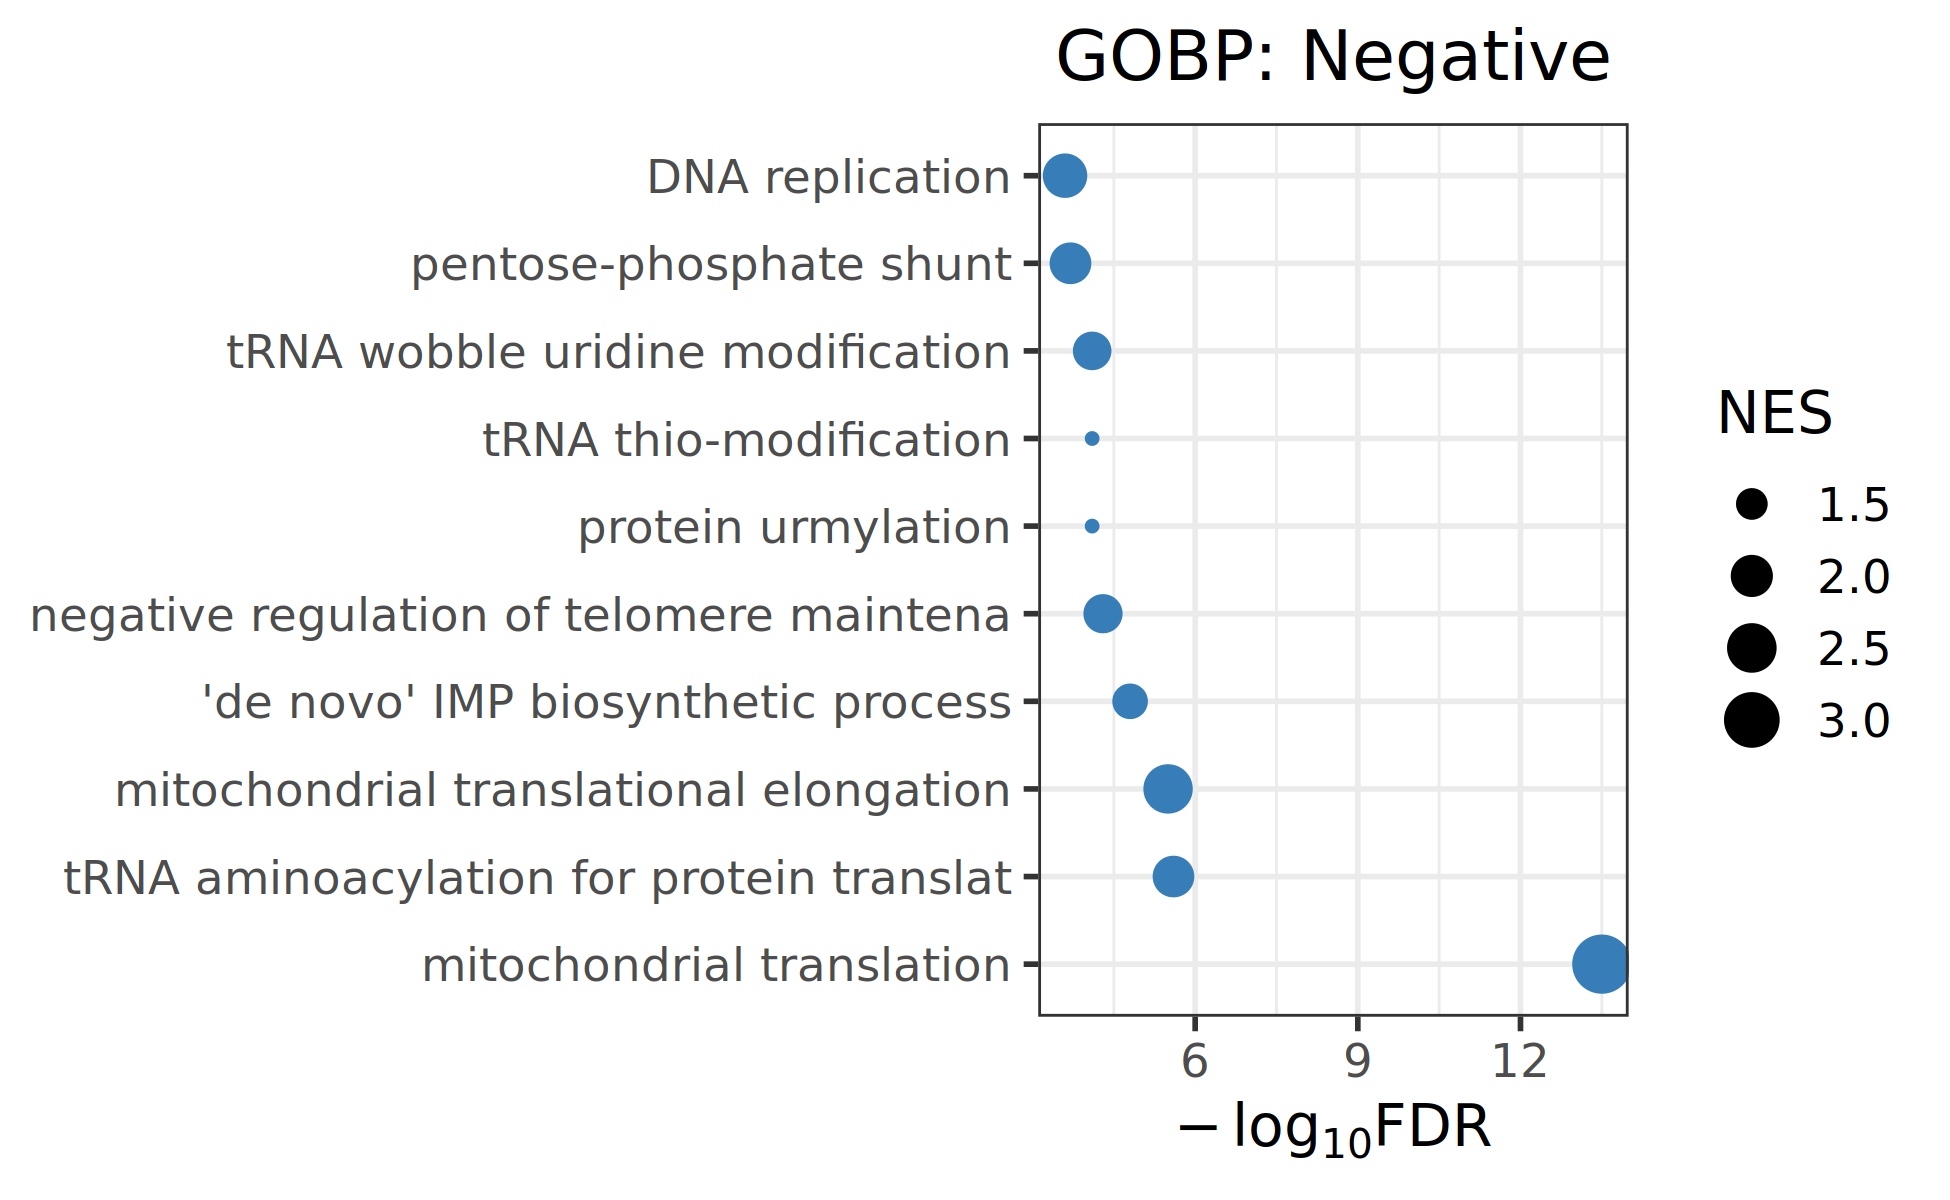 GOBP: Negative
DNA replication
pentose-phosphate shunt
tRNA wobble uridine modification
tRNA thio-modification
protein urmylation
negative regulation of telomere maintena
'de novo' IMP biosynthetic process
mitochondrial translational elongation
tRNA aminoacylation for protein translat
mitochondrial translation
6 9 12
− log₁₀FDR
NES
1.5
2.0
2.5
3.0